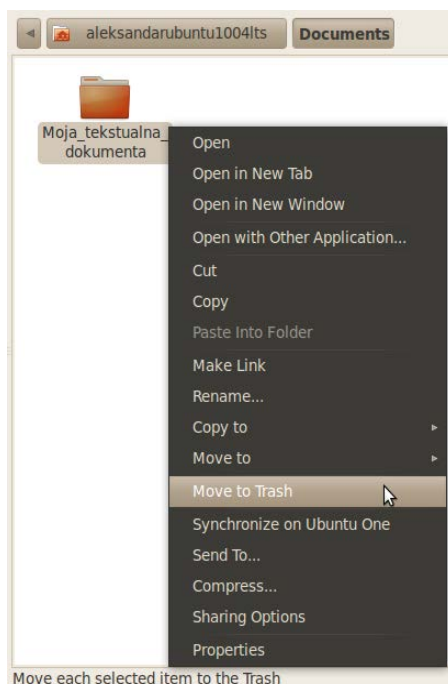 aleksandarubuntu1004lts Documents
Moja_tekstualna_
dokumenta
Open
Open in New Tab
Open in New Window
Open with Other Application...
Cut
Copy
Paste Into Folder
Make Link
Rename...
Copy to
Move to
Move to Trash
Synchronize on Ubuntu One
Send To...
Compress...
Sharing Options
Properties
Move each selected item to the Trash